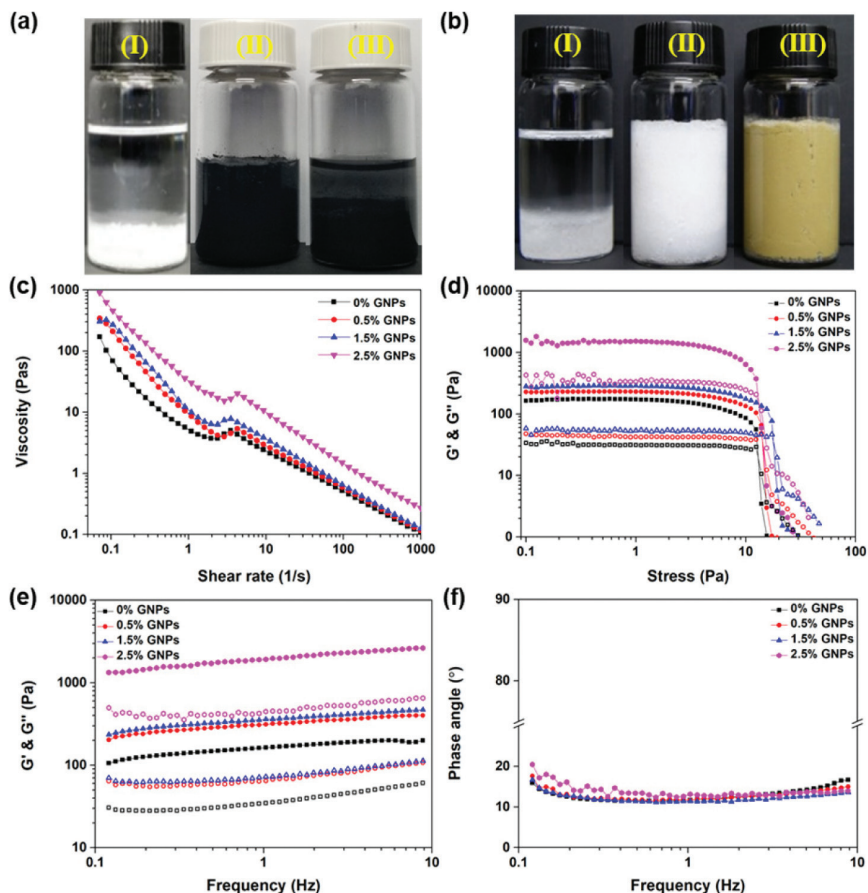 (a)
(I)
(II)
(III)
(b)
(I)
(II)
(III)
(c)
1000
100
10
1
0.1
Viscosity (Pas)
0.1
1
10
100
1000
Shear rate (1/s)
0% GNPs
0.5% GNPs
1.5% GNPs
2.5% GNPs
(d)
10000
1000
100
10
0
G' & G" (Pa)
0.1
1
10
100
Stress (Pa)
0% GNPs
0.5% GNPs
1.5% GNPs
2.5% GNPs
(e)
10000
1000
100
10
G' & G" (Pa)
0.1
1
10
Frequency (Hz)
0% GNPs
0.5% GNPs
1.5% GNPs
2.5% GNPs
(f)
90
80
20
10
0
Phase angle (°)
0.1
1
10
Frequency (Hz)
0% GNPs
0.5% GNPs
1.5% GNPs
2.5% GNPs